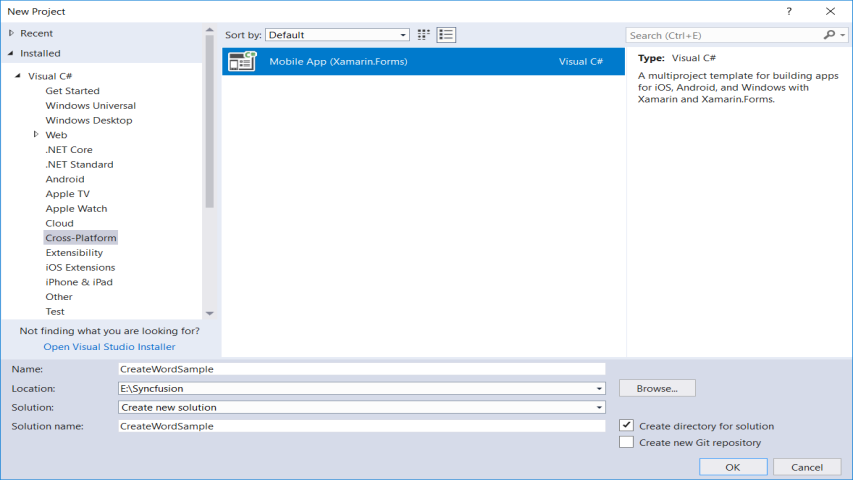 New Project
?
Recent
Installed
Visual C#
Get Started
Windows Universal
Windows Desktop
Web
.NET Core
.NET Standard
Android
Apple TV
Apple Watch
Cloud
Cross-Platform
Extensibility
iOS Extensions
iPhone & iPad
Other
Test
Not finding what you are looking for?
Open Visual Studio Installer
Sort by: Default
C#
Mobile App (Xamarin.Forms) Visual C#
Search (Ctrl+E)
Type: Visual C#
A multiproject template for building apps
for iOS, Android, and Windows with
Xamarin and Xamarin.Forms.
Name: CreateWordSample
Location: E:\Syncfusion Browse...
Solution: Create new solution
Solution name: CreateWordSample
Create directory for solution
Create new Git repository
OK Cancel